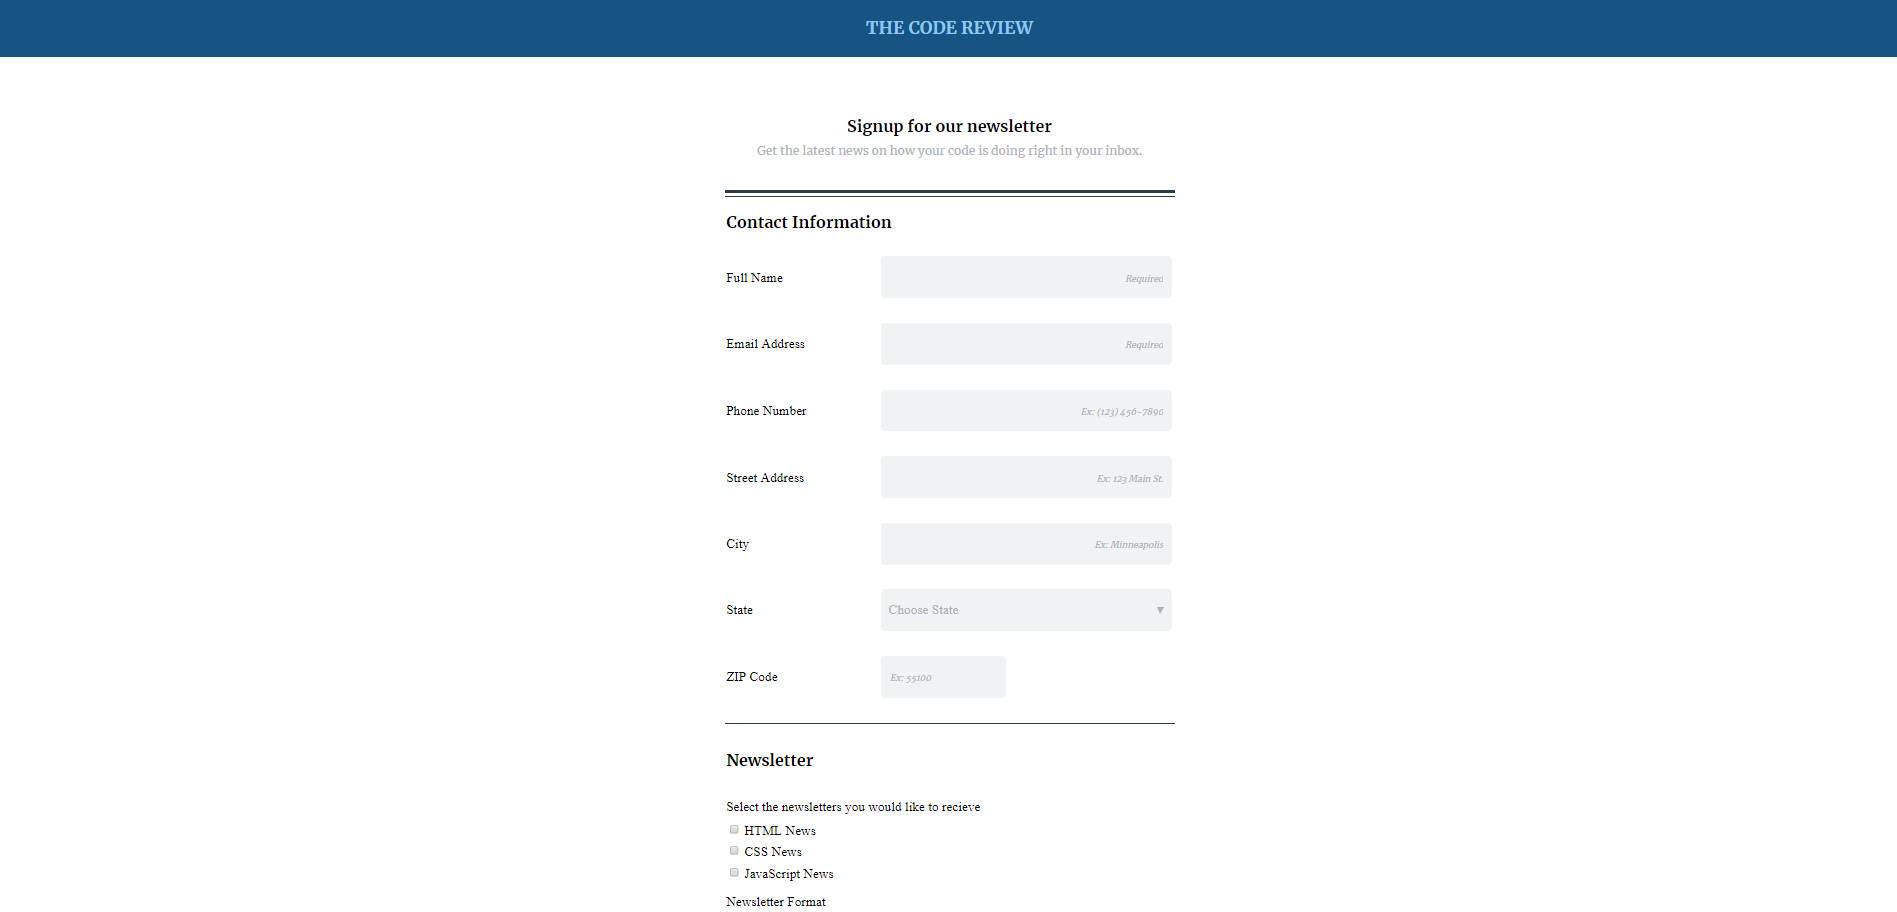 THE CODE REVIEW
Signup for our newsletter
Get the latest news on how your code is doing right in your inbox.
Contact Information
Full Name Required
Email Address Required
Phone Number Ex: (123) 456-7890
Street Address Ex: 123 Main St.
City Ex: Minneapolis
State Choose State ▼
ZIP Code Ex: 55100
Newsletter
Select the newsletters you would like to recieve
HTML News
CSS News
JavaScript News
Newsletter Format